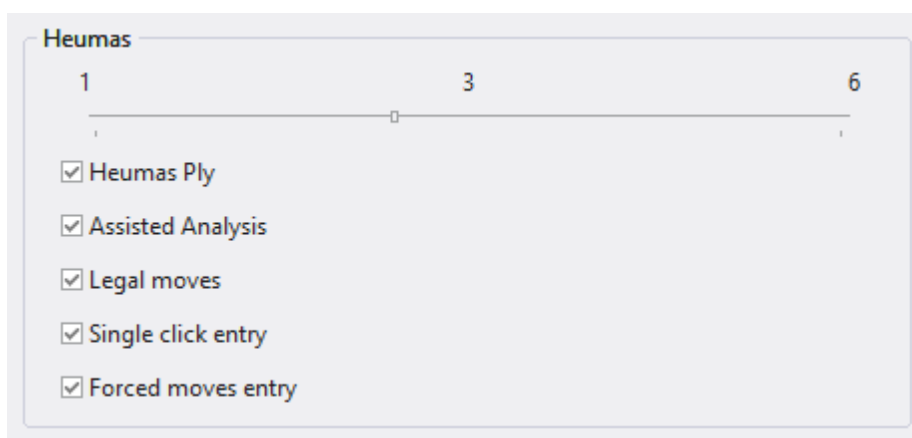 Heumas
1 3 6
Heumas Ply
Assisted Analysis
Legal moves
Single click entry
Forced moves entry